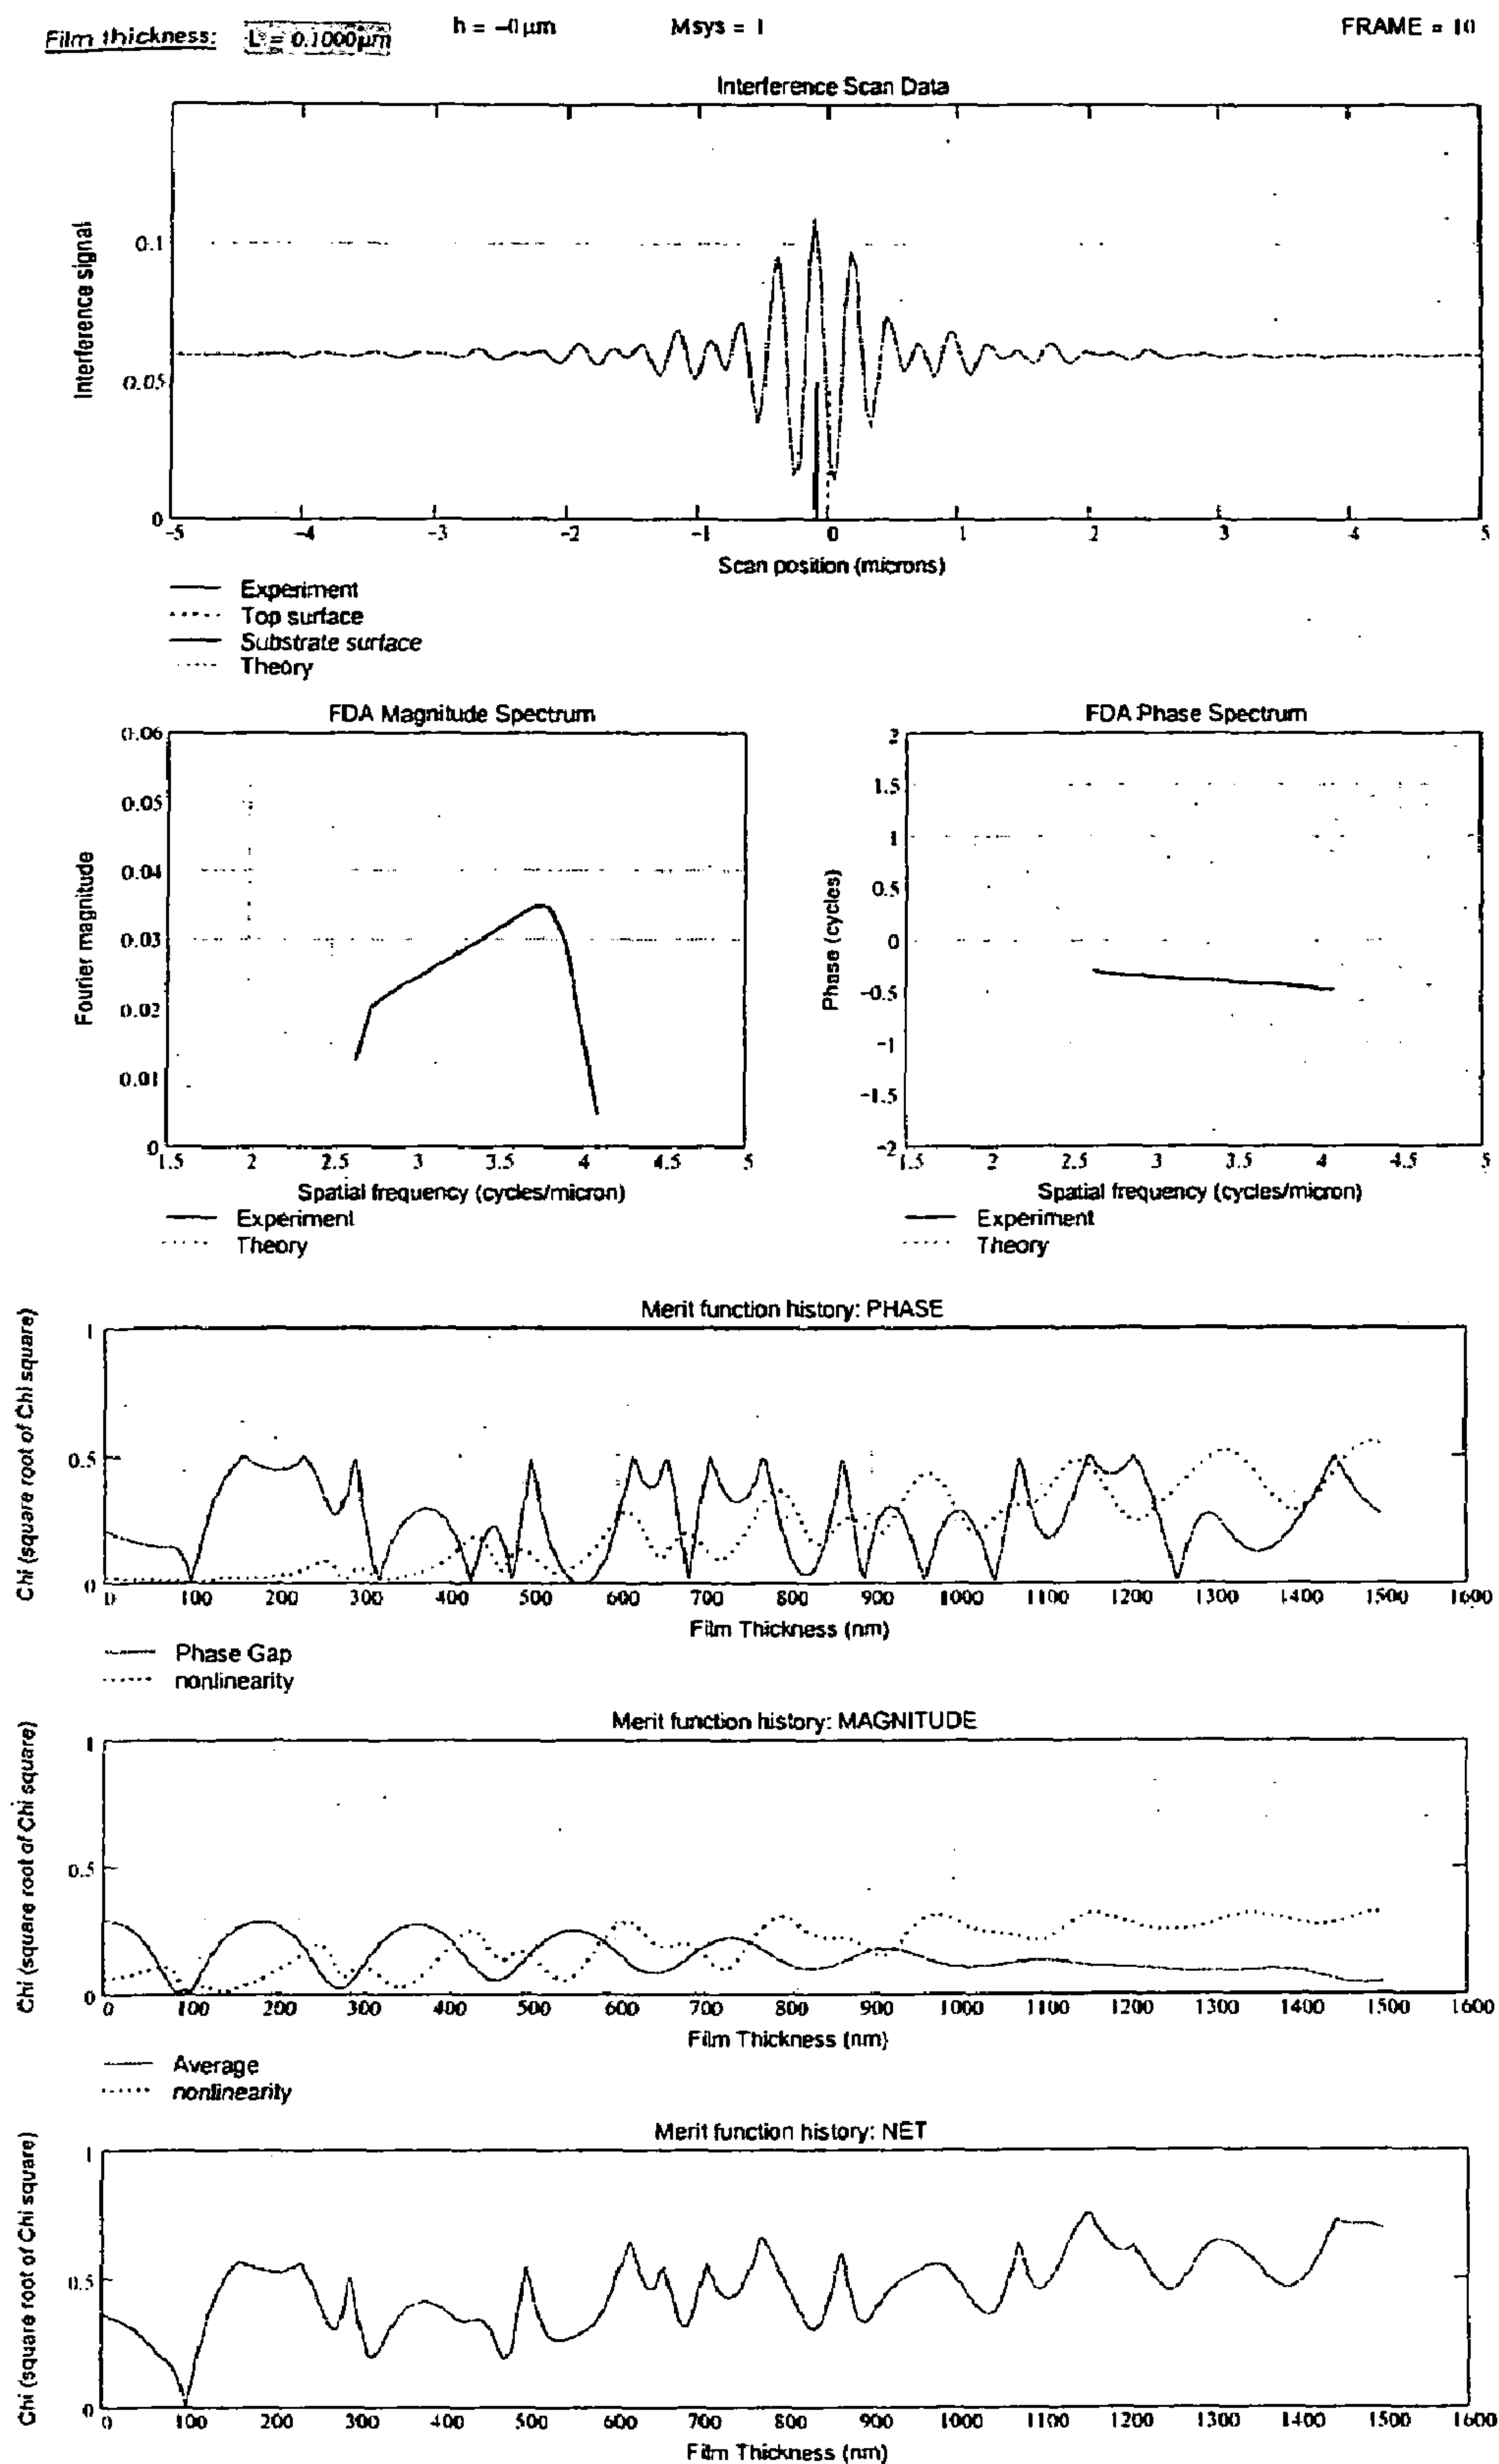 Film thickness: L = 0.1000µm h = -0 µm Msys = 1 FRAME = 10
Interference Scan Data
Interference signal
0.1
0.05
0
-5 -4 -3 -2 -1 0 1 2 3 4 5
Scan position (microns)
Experiment
Top surface
Substrate surface
Theory
FDA Magnitude Spectrum
Fourier magnitude
0.06
0.05
0.04
0.03
0.02
0.01
0
1.5 2 2.5 3 3.5 4 4.5 5
Spatial frequency (cycles/micron)
Experiment
Theory
FDA Phase Spectrum
Phase (cycles)
2
1.5
1
0.5
0
-0.5
-1
-1.5
-2
1.5 2 2.5 3 3.5 4 4.5 5
Spatial frequency (cycles/micron)
Experiment
Theory
Merit function history: PHASE
Chi (square root of Chi square)
1
0.5
0
0 100 200 300 400 500 600 700 800 900 1000 1100 1200 1300 1400 1500 1600
Film Thickness (nm)
Phase Gap
nonlinearity
Merit function history: MAGNITUDE
Chi (square root of Chi square)
1
0.5
0
0 100 200 300 400 500 600 700 800 900 1000 1100 1200 1300 1400 1500 1600
Film Thickness (nm)
Average
nonlinearity
Merit function history: NET
Chi (square root of Chi square)
1
0.5
0
0 100 200 300 400 500 600 700 800 900 1000 1100 1200 1300 1400 1500 1600
Film Thickness (nm)